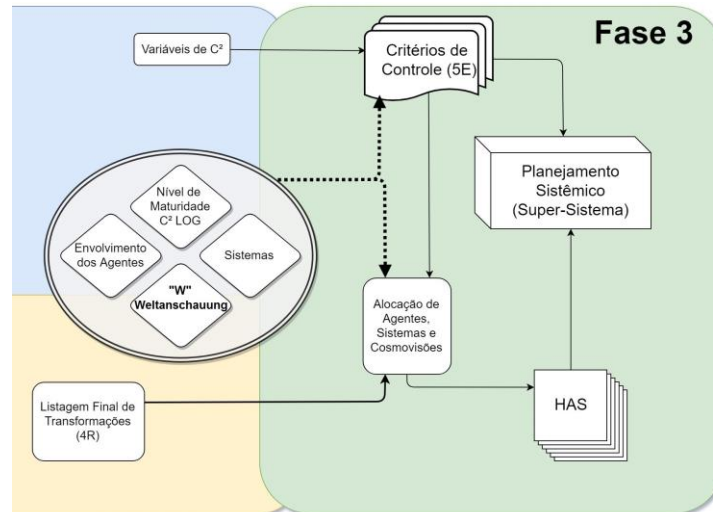 Fase 3
Variáveis de C²
Critérios de
Controle (5E)
Planejamento
Sistêmico
(Super-Sistema)
Nível de
Maturidade
C² LOG
Envolvimento
dos Agentes
Sistemas
"W"
Weltanschauung
Alocação de
Agentes,
Sistemas e
Cosmovisões
Listagem Final de
Transformações
(4R)
HAS